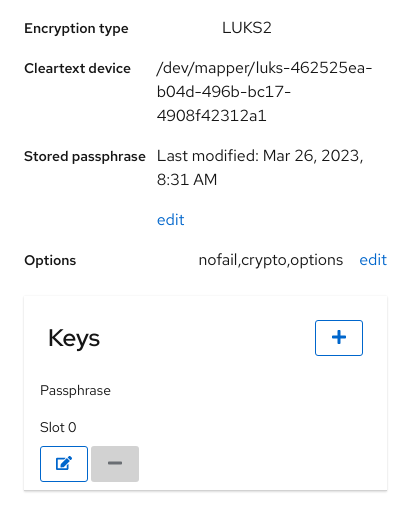 Encryption type LUKS2
Cleartext device /dev/mapper/luks-462525ea-
b04d-496b-bc17-
4908f42312a1
Stored passphrase Last modified: Mar 26, 2023,
8:31 AM
edit
Options nofail,crypto,options edit
Keys
Passphrase
Slot 0